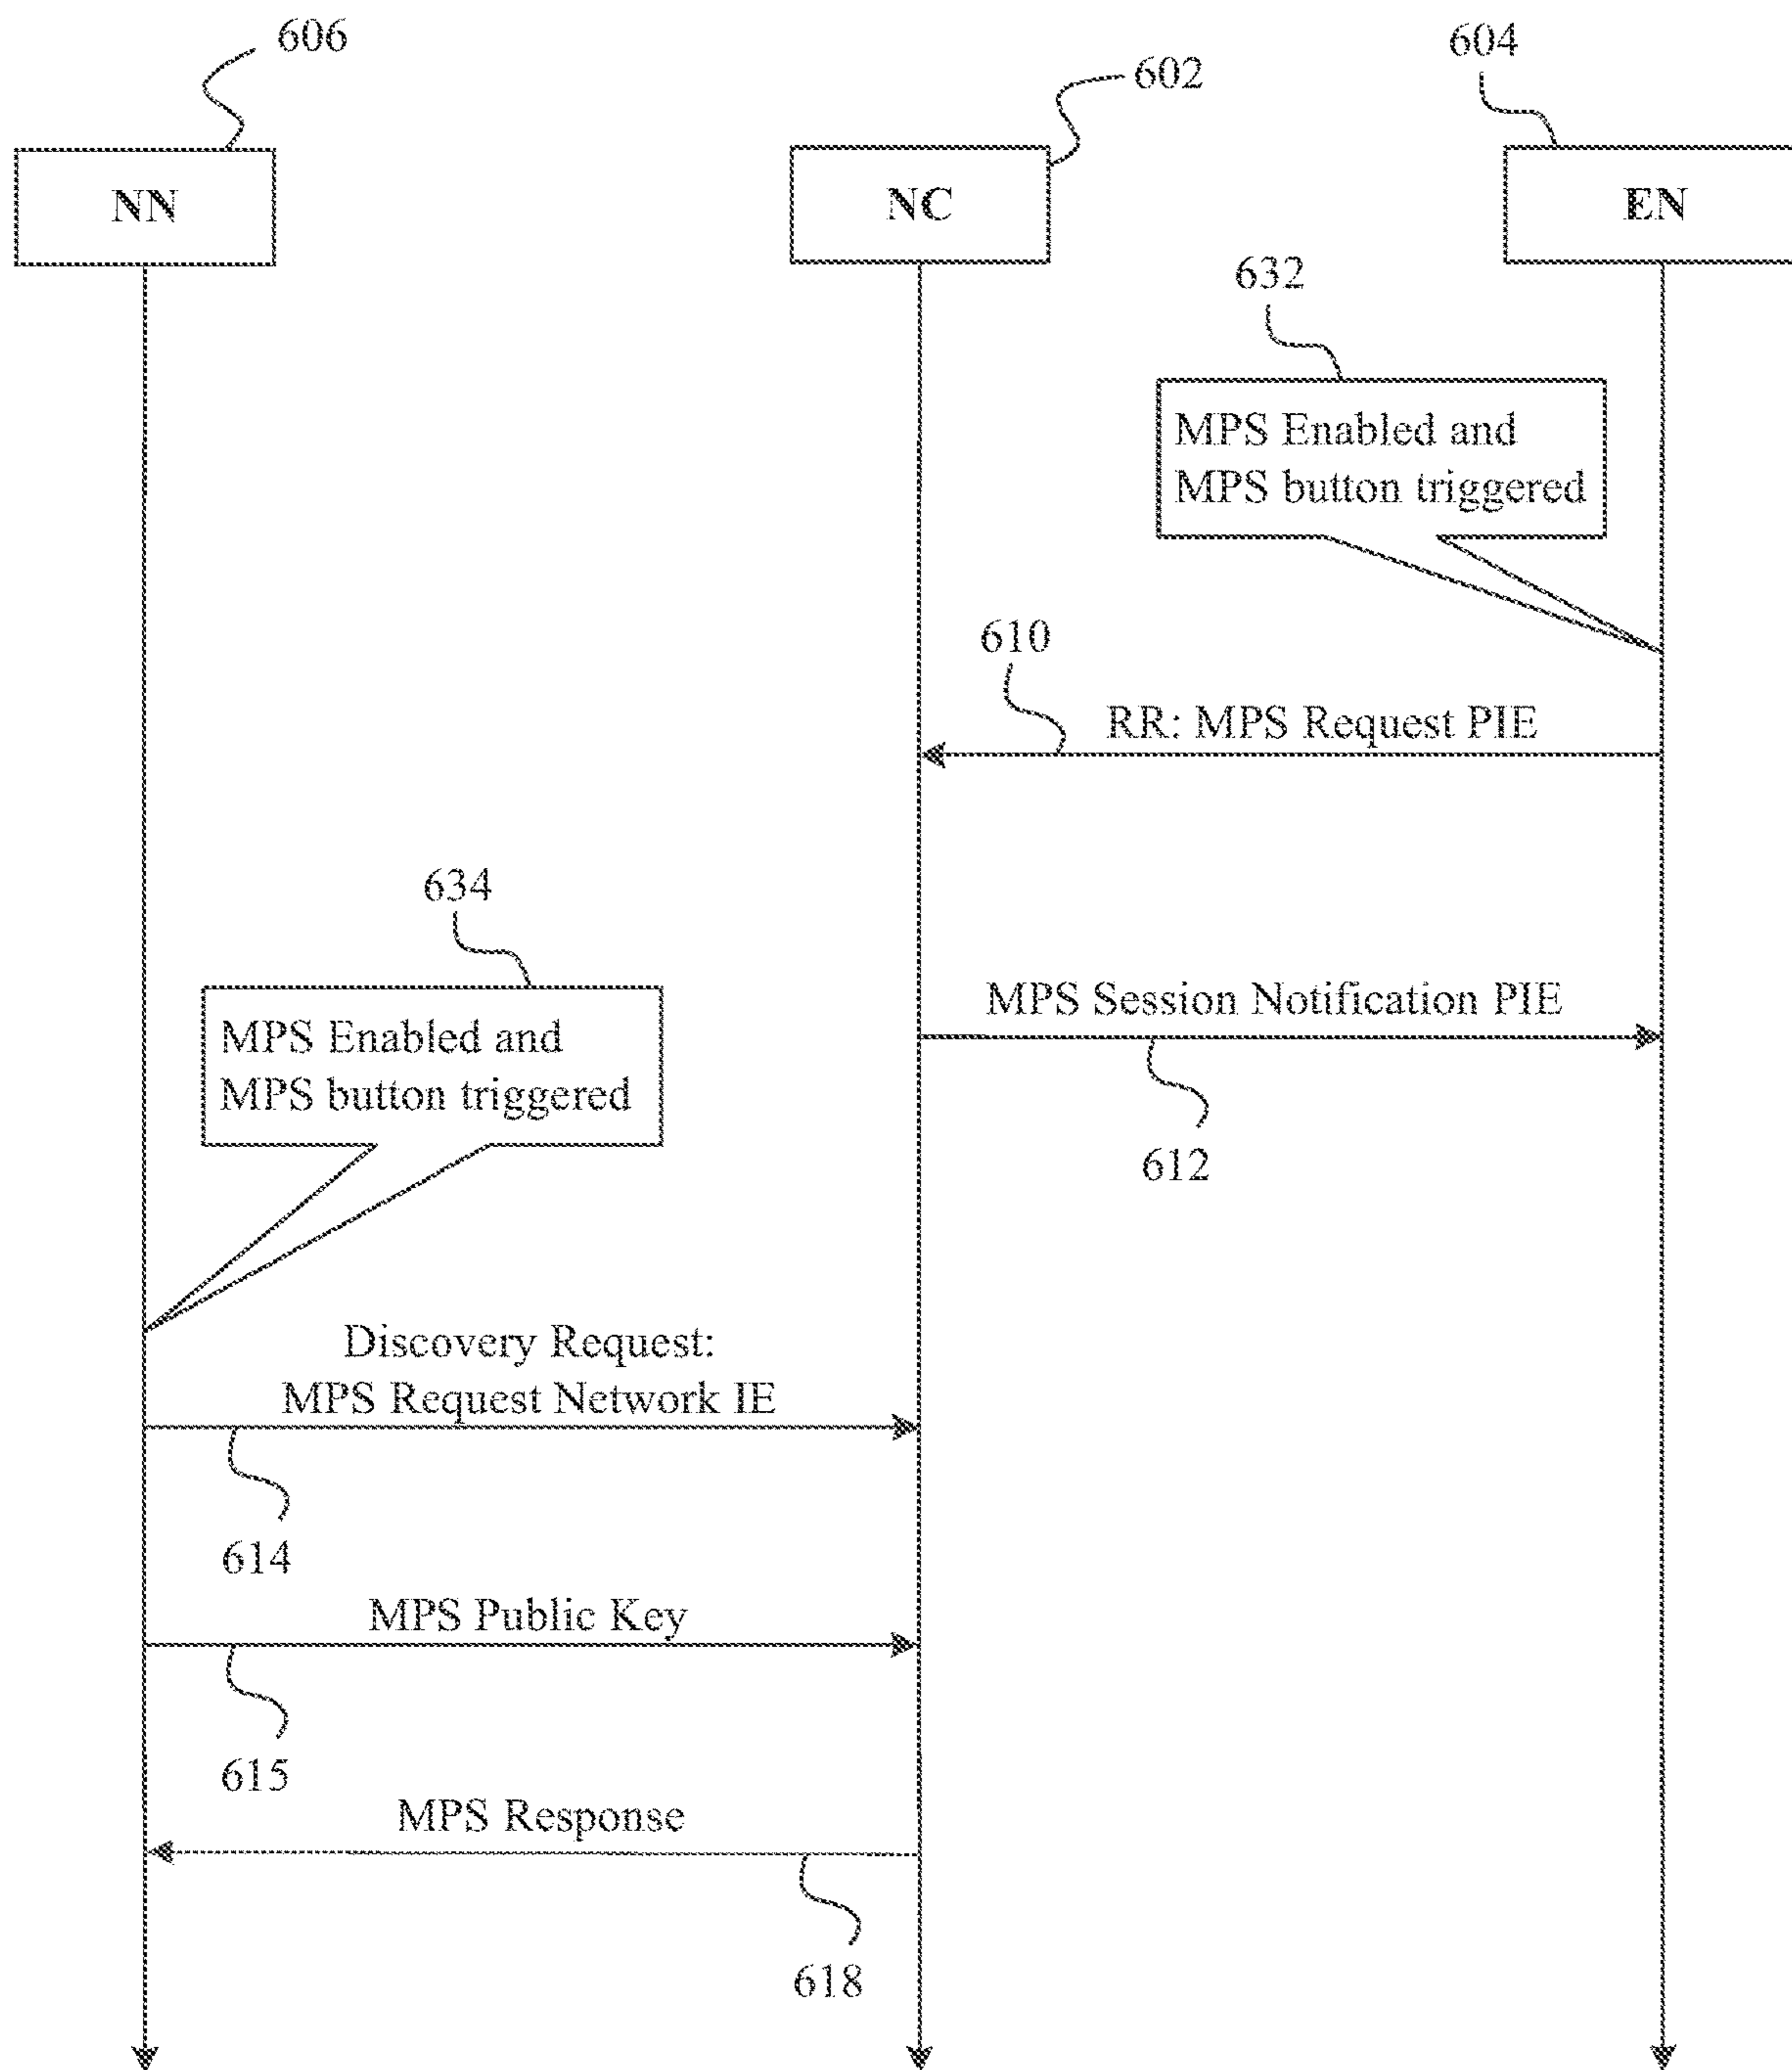 606
602
604
NN
NC
EN
632
MPS Enabled and
MPS button triggered
610
RR: MPS Request PIE
634
MPS Session Notification PIE
MPS Enabled and
MPS button triggered
612
Discovery Request:
MPS Request Network IE
614
MPS Public Key
615
MPS Response
618